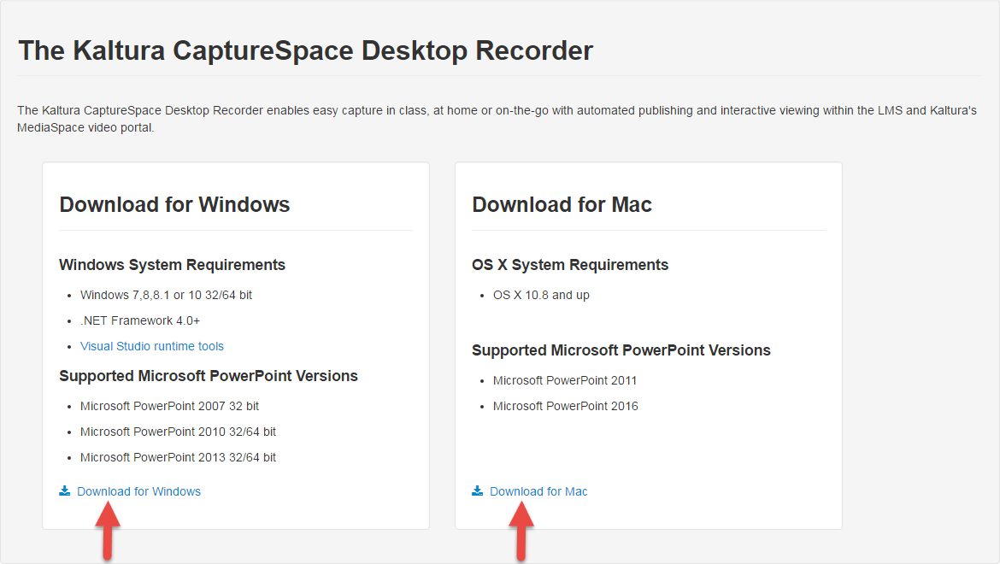 The Kaltura CaptureSpace Desktop Recorder
The Kaltura CaptureSpace Desktop Recorder enables easy capture in class, at home or on-the-go with automated publishing and interactive viewing within the LMS and Kaltura's
MediaSpace video portal.
Download for Windows
Windows System Requirements
Windows 7,8,8.1 or 10 32/64 bit
.NET Framework 4.0+
Visual Studio runtime tools
Supported Microsoft PowerPoint Versions
Microsoft PowerPoint 2007 32 bit
Microsoft PowerPoint 2010 32/64 bit
Microsoft PowerPoint 2013 32/64 bit
Download for Windows
Download for Mac
OS X System Requirements
OS X 10.8 and up
Supported Microsoft PowerPoint Versions
Microsoft PowerPoint 2011
Microsoft PowerPoint 2016
Download for Mac